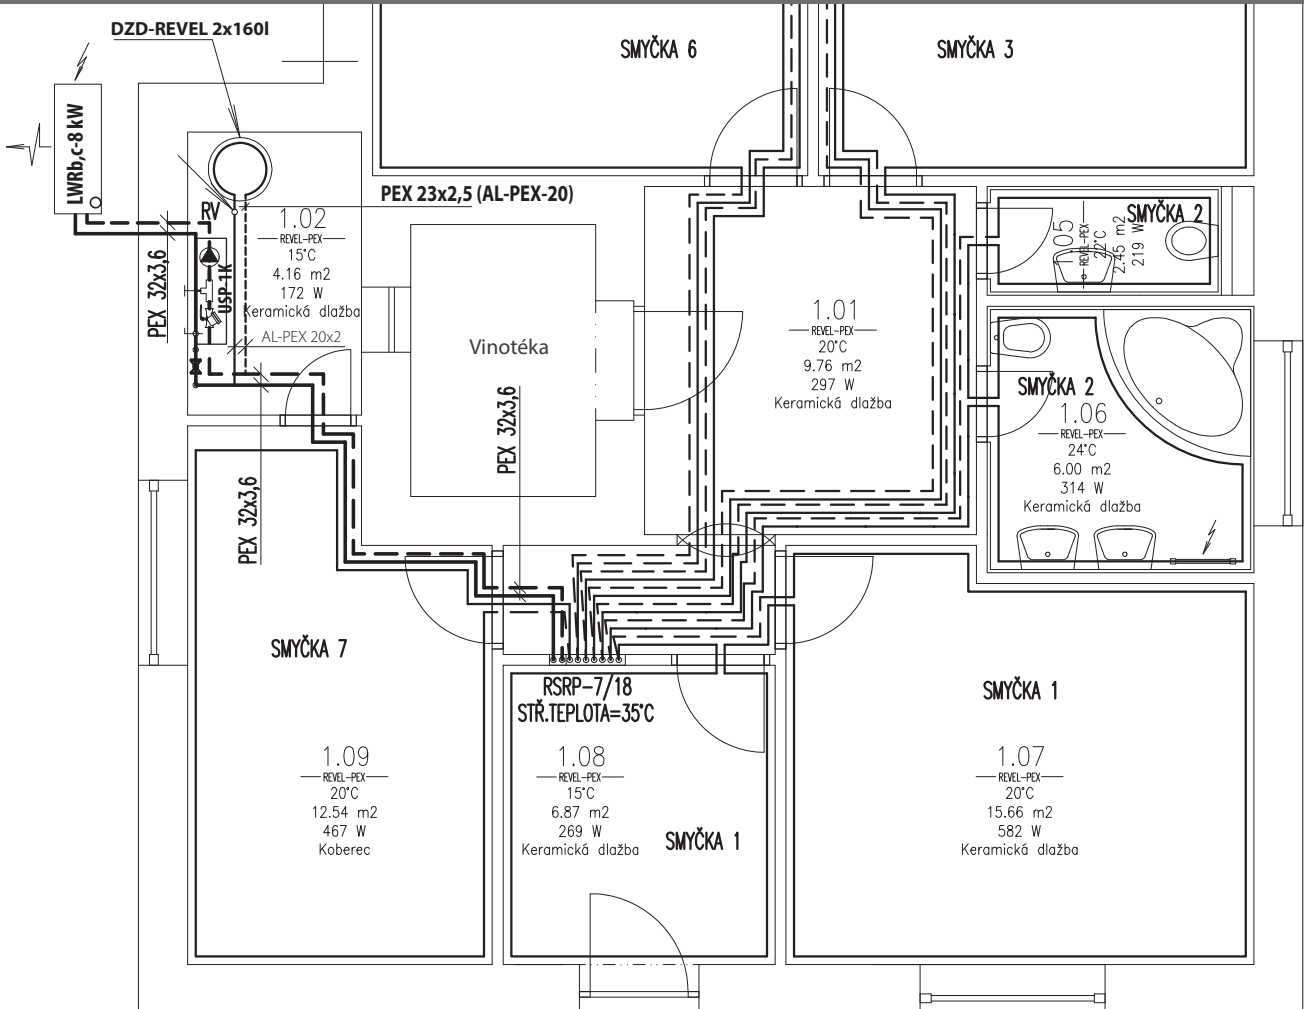 DZD-REVEL 2x160l
SMYČKA 6
SMYČKA 3
LWRb,c-8 kW
PEX 23x2,5 (AL-PEX-20)
RV
1.02
REVEL-PEX
15°C
4.16 m2
172 W
Keramická dlažba
AL-PEX 20x2
USP-1K
PEX 32x3,6
PEX 32x3,6
Vinotéka
PEX 32x3,6
1.01
REVEL-PEX
20°C
9.76 m2
297 W
Keramická dlažba
SMYČKA 2
1.05
REVEL-PEX
22°C
2.45 m2
219 W
SMYČKA 2
1.06
REVEL-PEX
24°C
6.00 m2
314 W
Keramická dlažba
SMYČKA 7
1.09
REVEL-PEX
20°C
12.54 m2
467 W
Koberec
RSRP-7/18
STŘ.TEPLOTA=35°C
1.08
REVEL-PEX
15°C
6.87 m2
269 W
Keramická dlažba
SMYČKA 1
SMYČKA 1
1.07
REVEL-PEX
20°C
15.66 m2
582 W
Keramická dlažba